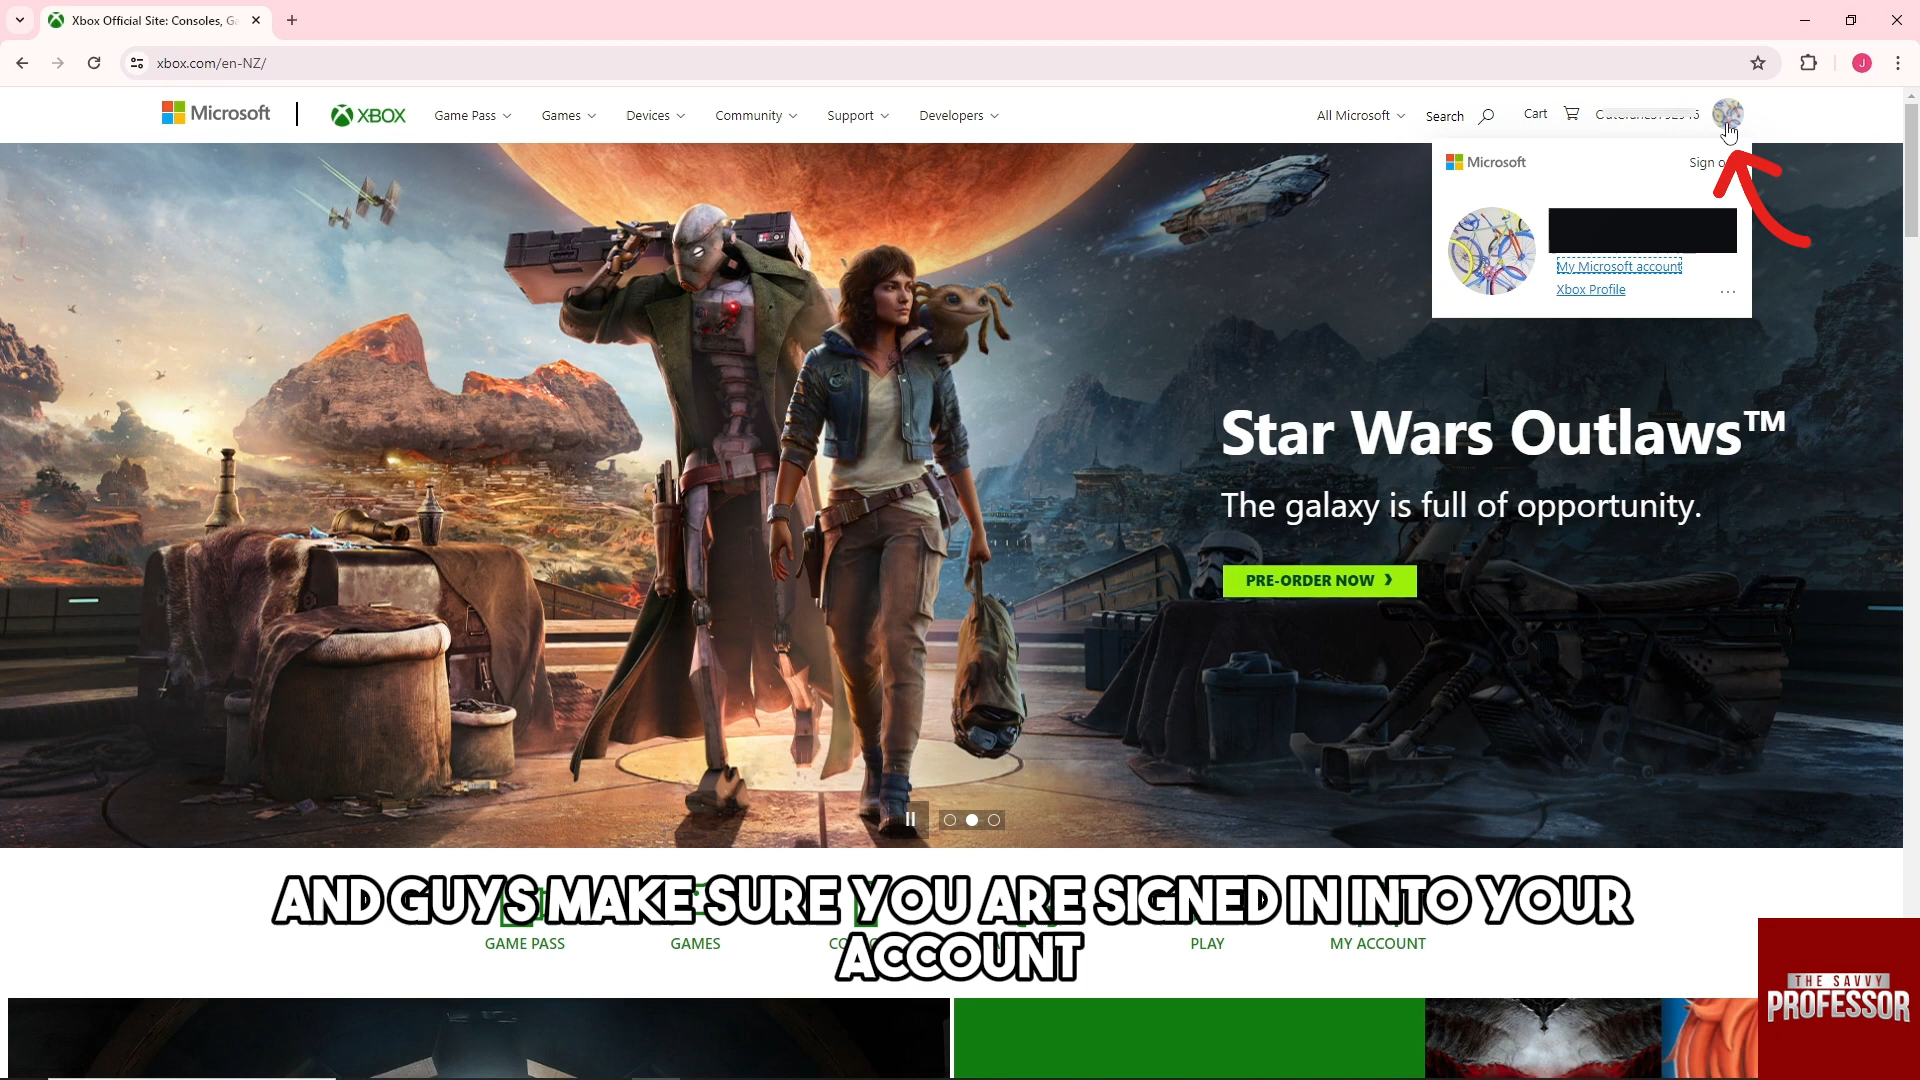 Xbox Official Site: Consoles, G
xbox.com/en-NZ/
J
Microsoft
XBOX
Game Pass
Games
Devices
Community
Support
Developers
All Microsoft
Search
Cart
Microsoft
Sign o
My Microsoft account
Xbox Profile
Star Wars Outlaws™
The galaxy is full of opportunity.
PRE-ORDER NOW
AND GUYS MAKE SURE YOU ARE SIGNED IN INTO YOUR
ACCOUNT
GAME PASS
GAMES
PLAY
MY ACCOUNT
THE SAVVY
PROFESSOR